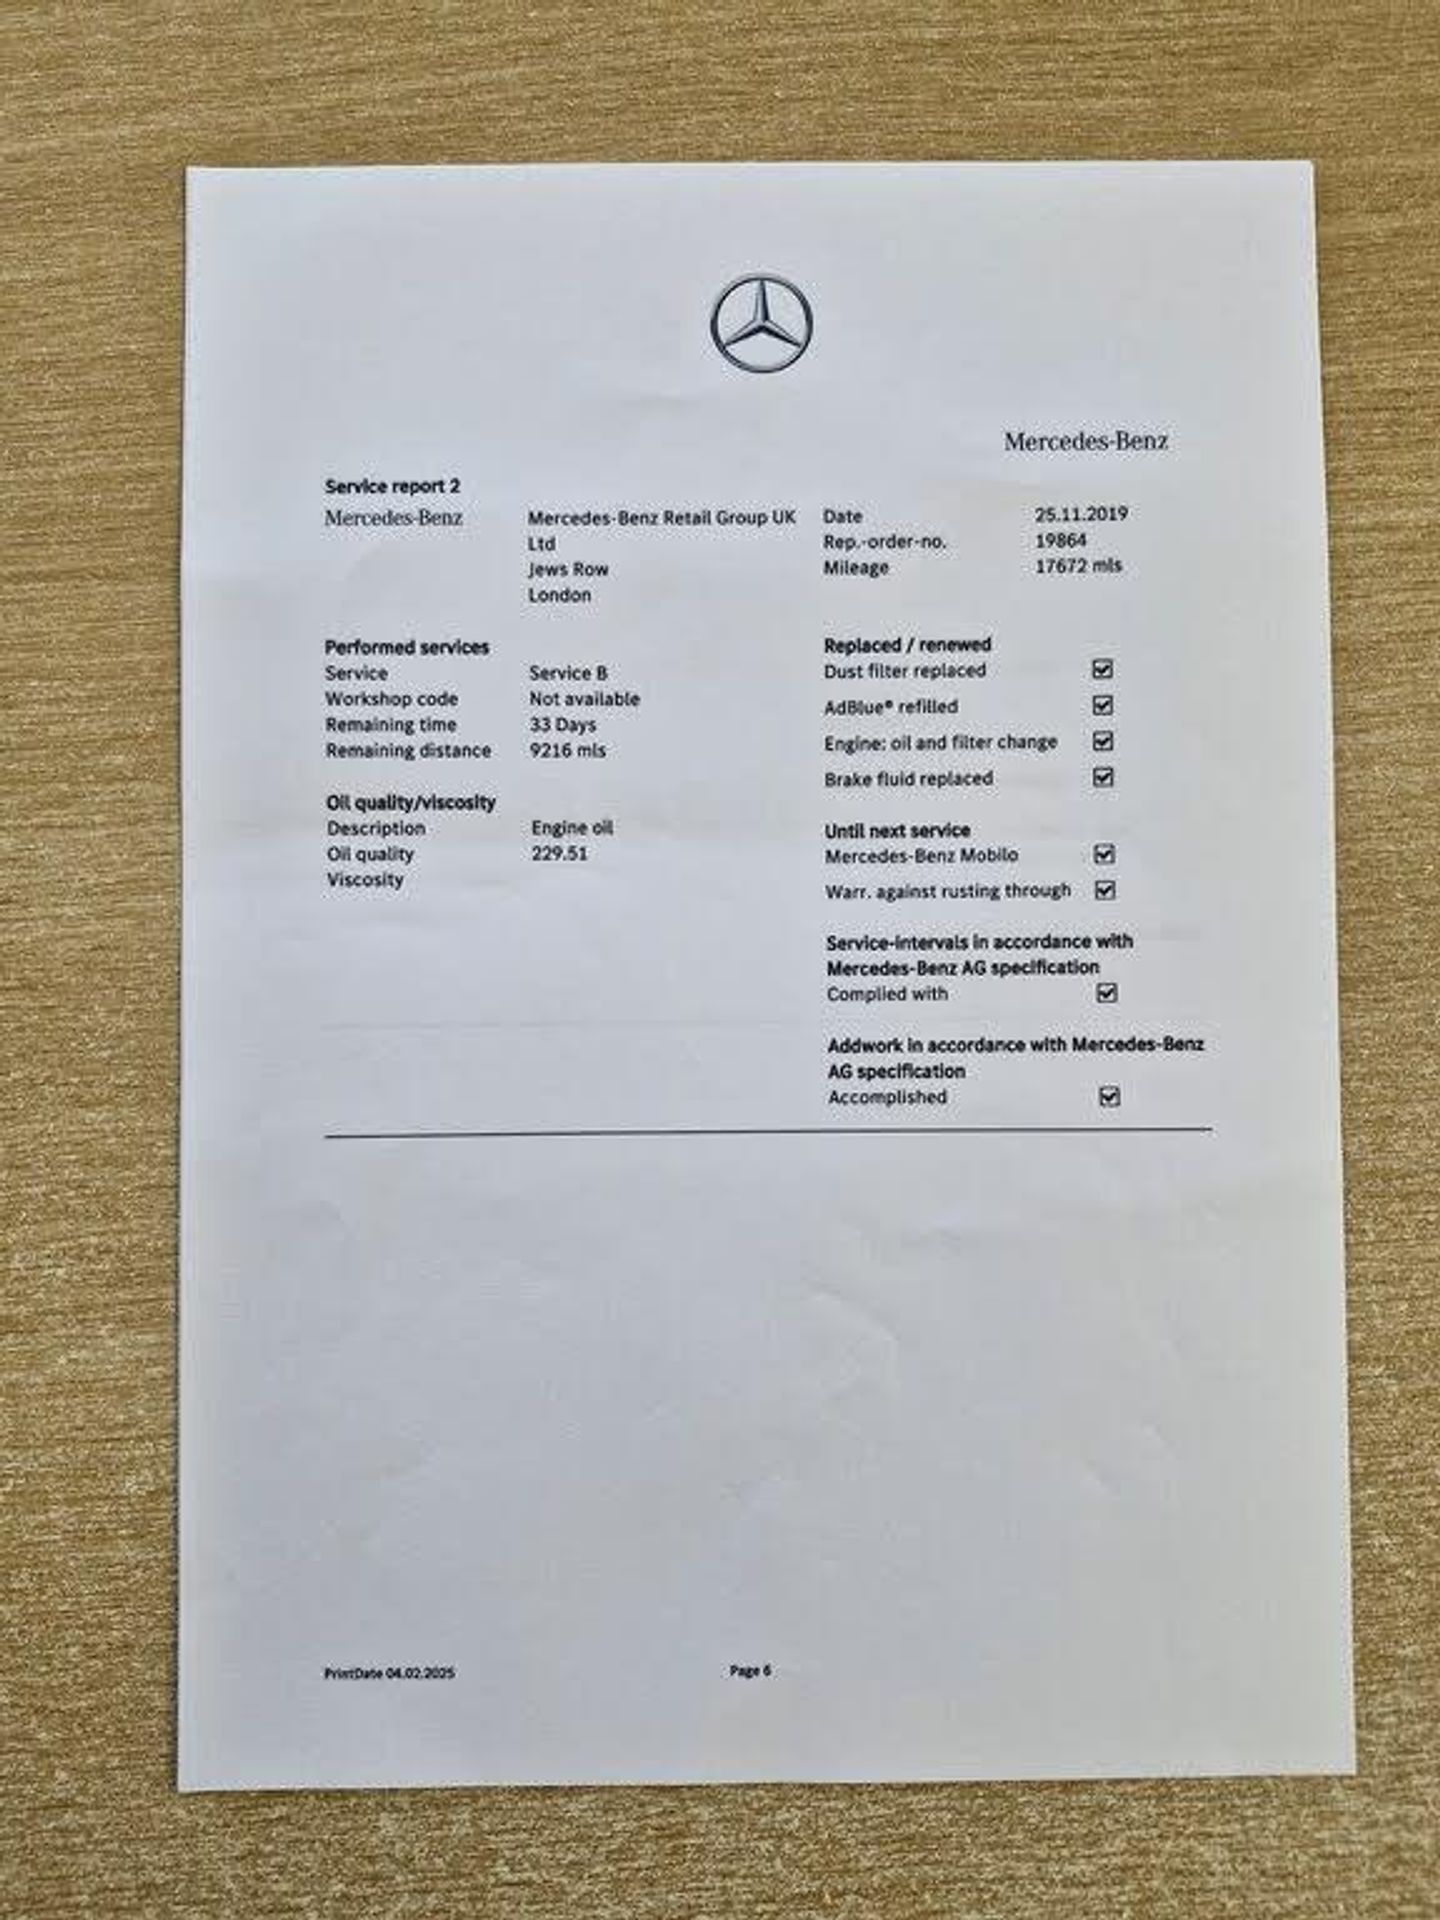 Mercedes-Benz
Service report 2
Mercedes-Benz
Mercedes-Benz Retail Group UK
Ltd
Jews Row
London
Date 25.11.2019
Rep.-order-no. 19864
Mileage 17672 mls
Performed services
Service Service B
Workshop code Not available
Remaining time 33 Days
Remaining distance 9216 mls
Oil quality/viscosity
Description Engine oil
Oil quality 229.51
Viscosity
Replaced / renewed
Dust filter replaced
AdBlue® refilled
Engine: oil and filter change
Brake fluid replaced
Until next service
Mercedes-Benz Mobilo
Warr. against rusting through
Service-intervals in accordance with
Mercedes-Benz AG specification
Complied with
Addwork in accordance with Mercedes-Benz
AG specification
Accomplished
PrintDate 04.02.2025 Page 6